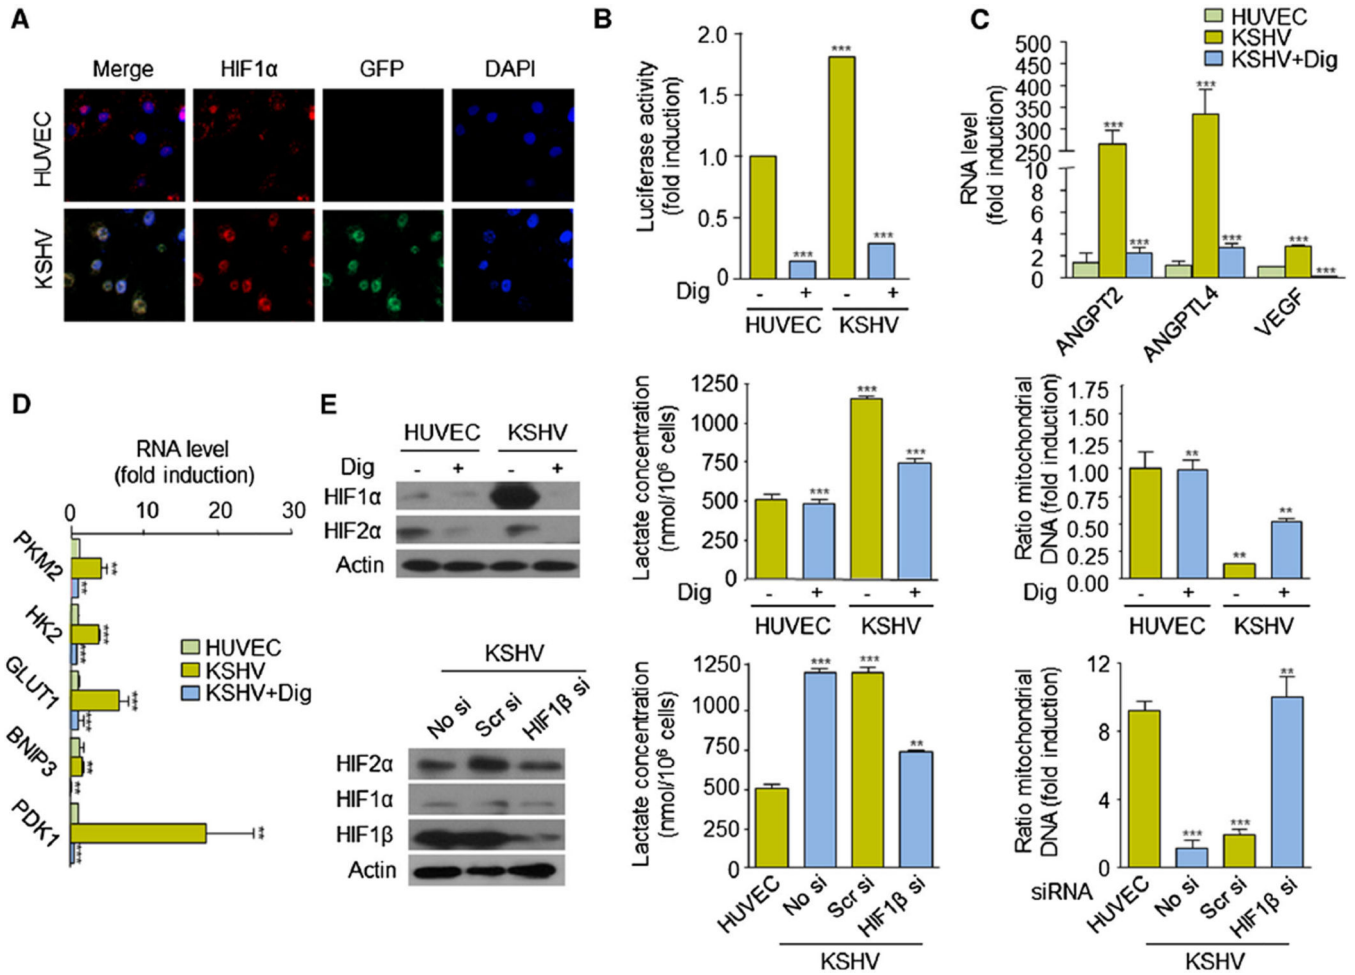 A
Merge HIF1α GFP DAPI
HUVEC
KSHV
B
Luciferase activity
(fold induction)
2.0
1.5
1.0
0.5
0
***
***
***
Dig - + - +
HUVEC KSHV
C
HUVEC
KSHV
KSHV+Dig
RNA level
(fold induction)
500
450
400
350
300
250
10
8
6
4
2
0
*** *** *** *** *** ***
ANGPT2 ANGPTL4 VEGF
D
RNA level
(fold induction)
0 10 20 30
PKM2 ** **
HK2 *** ***
GLUT1 *** ***
BNIP3 ** **
PDK1 ** ***
HUVEC
KSHV
KSHV+Dig
E
HUVEC KSHV
Dig - + - +
HIF1α
HIF2α
Actin
KSHV
No si Scr si HIF1β si
HIF2α
HIF1α
HIF1β
Actin
Lactate concentration
(nmol/10⁶ cells)
1250
1000
750
500
250
0
*** *** ***
Dig - + - +
HUVEC KSHV
Ratio mitochondrial
DNA (fold induction)
1.75
1.50
1.25
1.00
0.75
0.50
0.25
0.00
** ** **
Dig - + - +
HUVEC KSHV
Lactate concentration
(nmol/10⁶ cells)
1250
1000
750
500
250
0
*** *** **
HUVEC No si Scr si HIF1β si
KSHV
Ratio mitochondrial
DNA (fold induction)
12
8
4
0
*** *** **
siRNA HUVEC No si Scr si HIF1β si
KSHV